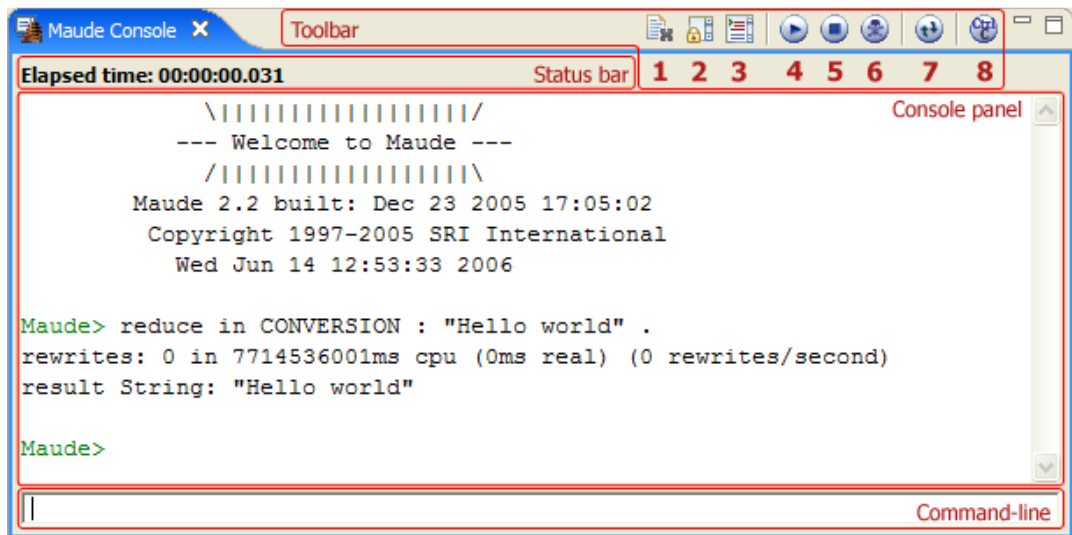 Maude Console
Toolbar
Elapsed time: 00:00:00.031
Status bar
1 2 3 4 5 6 7 8
Console panel
\||||||||||||||||||/
--- Welcome to Maude ---
/||||||||||||||||||\
Maude 2.2 built: Dec 23 2005 17:05:02
Copyright 1997-2005 SRI International
Wed Jun 14 12:53:33 2006
Maude> reduce in CONVERSION : "Hello world" .
rewrites: 0 in 7714536001ms cpu (0ms real) (0 rewrites/second)
result String: "Hello world"
Maude>
Command-line